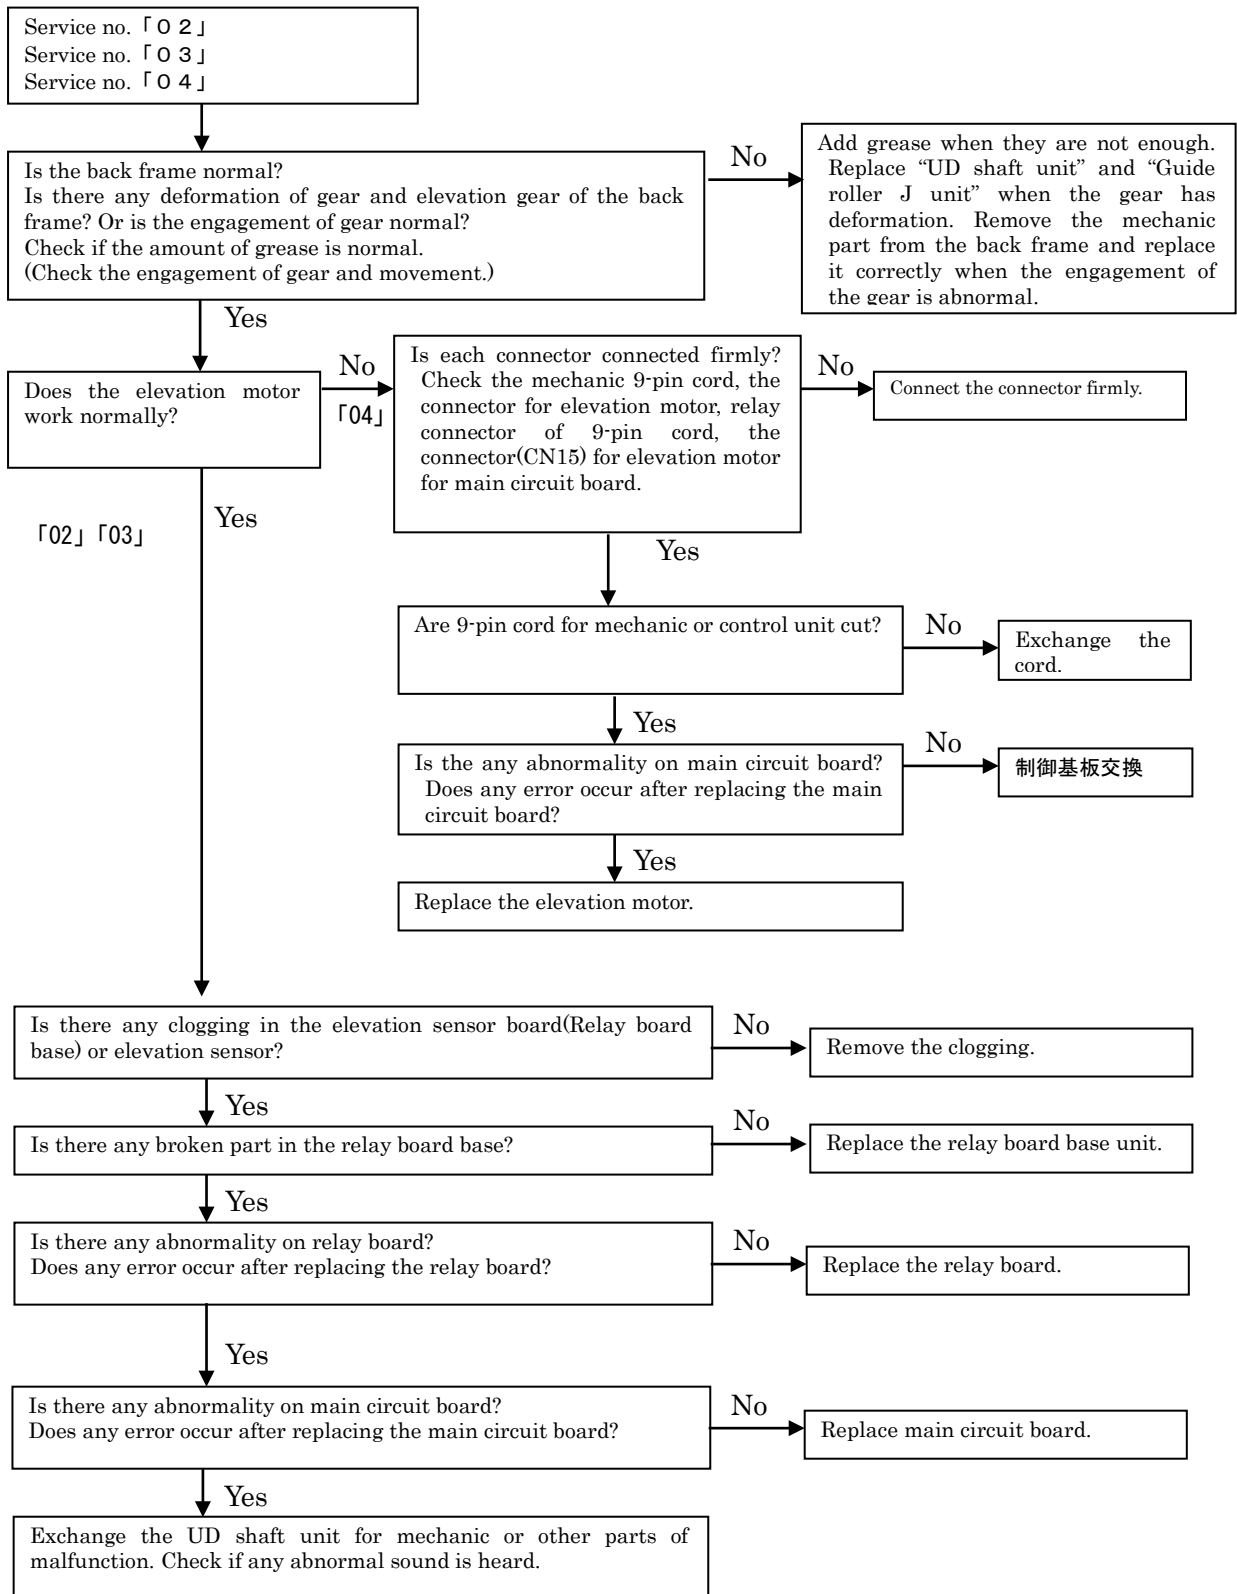 Service no.「０２」
Service no.「０３」
Service no.「０４」
Is the back frame normal?
Is there any deformation of gear and elevation gear of the back
frame? Or is the engagement of gear normal?
Check if the amount of grease is normal.
(Check the engagement of gear and movement.)
No
Add grease when they are not enough.
Replace “UD shaft unit” and “Guide
roller J unit” when the gear has
deformation. Remove the mechanic
part from the back frame and replace
it correctly when the engagement of
the gear is abnormal.
Yes
Does the elevation motor
work normally?
No
「04」
Is each connector connected firmly?
Check the mechanic 9-pin cord, the
connector for elevation motor, relay
connector of 9-pin cord, the
connector(CN15) for elevation motor
for main circuit board.
No
Connect the connector firmly.
Yes
「02」「03」
Yes
Are 9-pin cord for mechanic or control unit cut?
No
Exchange the
cord.
Yes
Is the any abnormality on main circuit board?
Does any error occur after replacing the main
circuit board?
No
制御基板交換
Yes
Replace the elevation motor.
Is there any clogging in the elevation sensor board(Relay board
base) or elevation sensor?
No
Remove the clogging.
Yes
Is there any broken part in the relay board base?
No
Replace the relay board base unit.
Yes
Is there any abnormality on relay board?
Does any error occur after replacing the relay board?
No
Replace the relay board.
Yes
Is there any abnormality on main circuit board?
Does any error occur after replacing the main circuit board?
No
Replace main circuit board.
Yes
Exchange the UD shaft unit for mechanic or other parts of
malfunction. Check if any abnormal sound is heard.